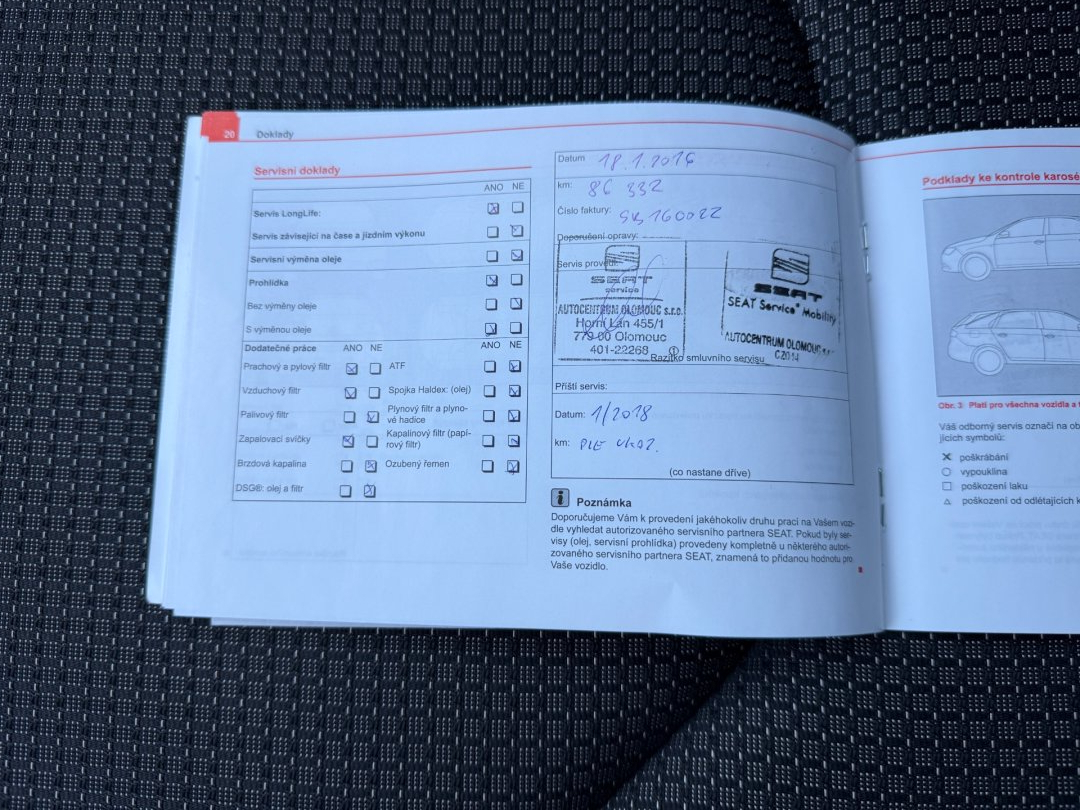 20 Doklady
Servisní doklady
ANO NE
Servis LongLife:
Servis závisející na čase a jízdním výkonu
Servisní výměna oleje
Prohlídka
Bez výměny oleje
S výměnou oleje
Dodatečné práce ANO NE ANO NE
Prachový a pylový filtr ATF
Vzduchový filtr Spojka Haldex: (olej)
Palivový filtr Plynový filtr a plyno-
vé hadice
Zapalovací svíčky Kapalinový filtr (papí-
rový filtr)
Brzdová kapalina Ozubený řemen
DSG®: olej a filtr
Datum 18.1.2016
km: 86 332
Číslo faktury: SKB160022
Doporučení opravy:
Servis provedl:
SEAT
service
AUTOCENTRUM OLOMOUC s.r.o.
Horní Lán 455/1
779 00 Olomouc
401-22268 ①
SEAT
SEAT Service® Mobility
AUTOCENTRUM OLOMOUC
C2014
Razítko smluvního servisu
Příští servis:
Datum: 1/2018
km: DLE UKAZ.
(co nastane dříve)
i Poznámka
Doporučujeme Vám k provedení jakéhokoliv druhu prací na Vašem vozi-
dle vyhledat autorizovaného servisního partnera SEAT. Pokud byly ser-
visy (olej, servisní prohlídka) provedeny kompletně u některého autori-
zovaného servisního partnera SEAT, znamená to přidanou hodnotu pro
Vaše vozidlo.
Podklady ke kontrole karosé
Obr. 3 Platí pro všechna vozidla a
Váš odborný servis označí na ob
jících symbolů:
✕ poškrábání
○ vypouklina
□ poškození laku
△ poškození od odlétajících k